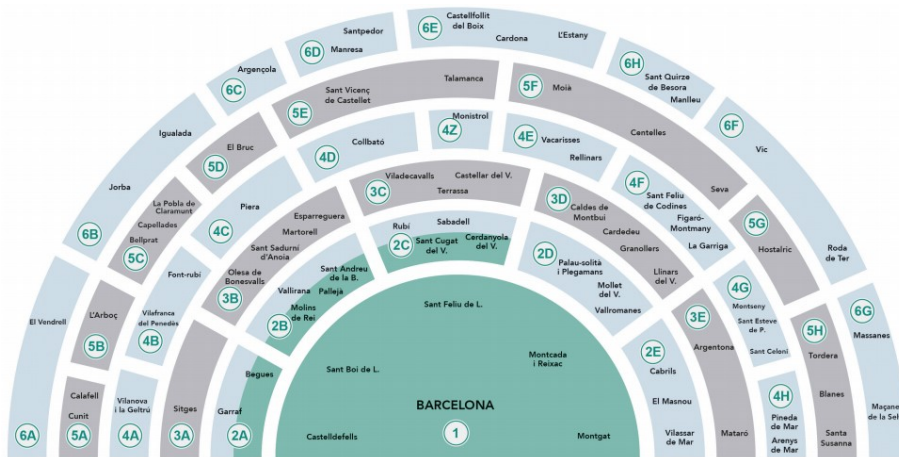 6E
Castellfollit
del Boix
Cardona
L'Estany
6D
Santpedor
Manresa
6H
Sant Quirze
de Besora
Manlleu
6C
Argençola
6F
Vic
Roda
de Ter
6B
Igualada
Jorba
6G
Massanes
6A
El Vendrell
5E
Sant Vicenç
de Castellet
Talamanca
5F
Moià
Centelles
Seva
5D
El Bruc
5G
Hostalric
5C
La Pobla de
Claramunt
Capellades
Bellprat
5H
Tordera
Blanes
Santa
Susanna
5B
L'Arboç
5A
Calafell
Cunit
4Z
Monistrol
4D
Collbató
4E
Vacarisses
Rellinars
4F
Sant Feliu
de Codines
Figaró-
Montmany
La Garriga
4C
Piera
4G
Montseny
Sant Esteve
de P.
Sant Celoni
4B
Font-rubí
Vilafranca
del Penedès
4H
Pineda
de Mar
Arenys
de Mar
4A
Vilanova
i la Geltrú
3C
Viladecavalls
Castellar del V.
Terrassa
3D
Caldes de
Montbui
Cardedeu
Granollers
Llinars
del V.
3B
Esparreguera
Martorell
Sant Sadurní
d'Anoia
Olesa de
Bonesvalls
3E
Argentona
Mataró
3A
Sitges
2C
Rubí
Sabadell
Sant Cugat
del V.
Cerdanyola
del V.
2D
Palau-solità
i Plegamans
Mollet
del V.
Vallromanes
2B
Sant Andreu
de la B.
Vallirana
Pallejà
Molins
de Rei
2E
Cabrils
El Masnou
Vilassar
de Mar
2A
Begues
Garraf
Sant Feliu de L.
Montcada
i Reixac
Sant Boi de L.
BARCELONA
1
Castelldefells
Montgat
Maçane
de la Sel